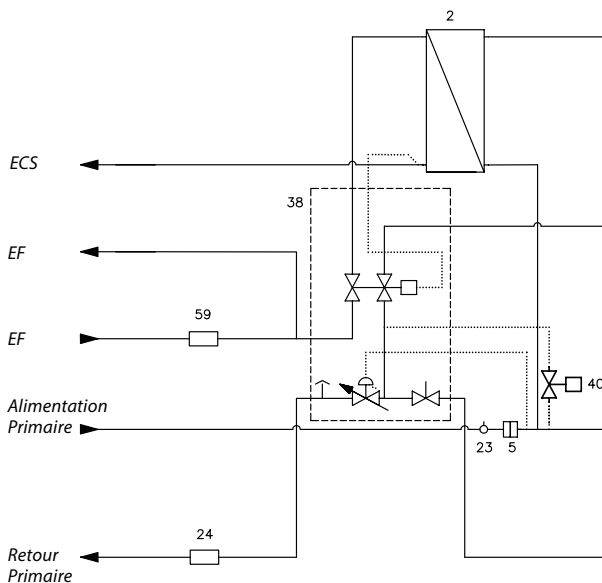 2
ECS
38
EF
59
EF
40
Alimentation
Primaire
23
5
24
Retour
Primaire